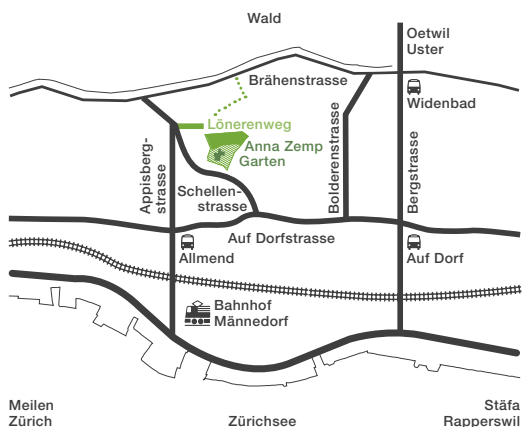 Wald
Oetwil
Uster
Brähenstrasse
Widenbad
Lönerenweg
Anna Zemp
Garten
Appisberg-
strasse
Bolderenstrasse
Bergstrasse
Schellen-
strasse
Auf Dorfstrasse
Allmend
Auf Dorf
Bahnhof
Männedorf
Meilen
Zürich
Zürichsee
Stäfa
Rapperswil